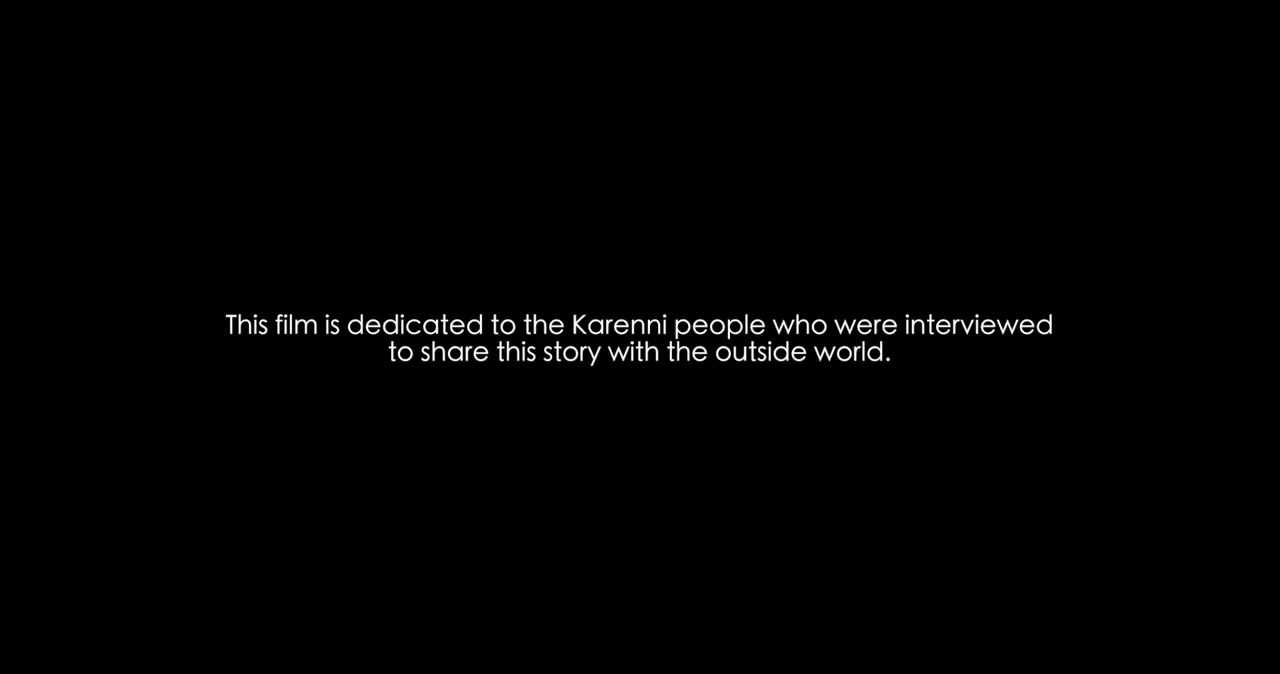 This film is dedicated to the Karenni people who were interviewed
to share this story with the outside world.